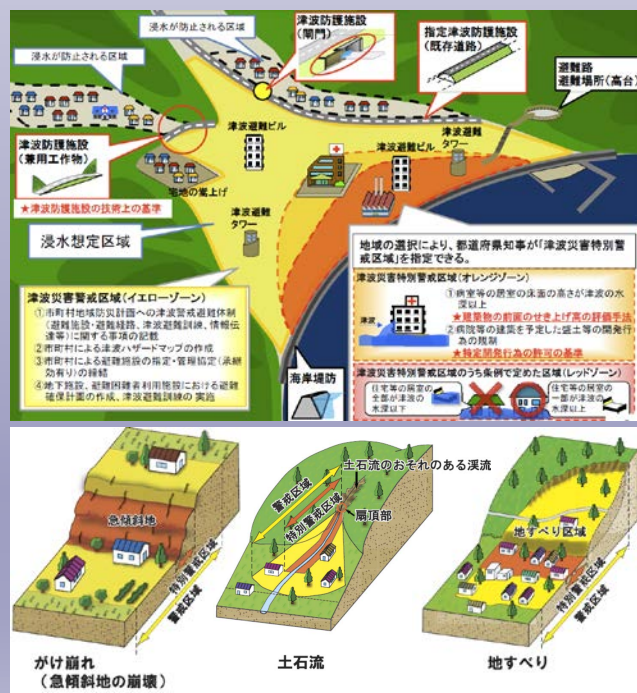 浸水が防止される区域
浸水が防止される区域
津波防護施設
(閘門)
指定津波防護施設
(既存道路)
避難路
避難場所(高台)
津波防護施設
(兼用工作物)
★津波防護施設の技術上の基準
宅地の嵩上げ
津波避難ビル
津波避難ビル
津波避難
タワー
津波避難
タワー
浸水想定区域
津波災害警戒区域(イエローゾーン)
①市町村地域防災計画への津波警戒避難体制
(避難施設・避難経路、津波避難訓練、情報伝
達等)に関する事項の記載
②市町村による津波ハザードマップの作成
③市町村による避難施設の指定・管理協定(承継
効有り)の締結
④地下施設、避難困難者利用施設における避難
確保計画の作成、津波避難訓練の実施
海岸堤防
地域の選択により、都道府県知事が「津波災害特別警
戒区域」を指定できる。
津波災害特別警戒区域(オレンジゾーン)
津波
①病室等の居室の床面の高さが津波の水
深以上
★建築物の前面のせき上げ高の評価手法
②病院等の建築を予定した盛土等の開発行
為の規制
★特定開発行為の許可の基準
津波災害特別警戒区域のうち条例で定めた区域(レッドゾーン)
住宅等の居室の
全部が津波の
水深以下
住宅等の居室の
一部が津波の
水深以上
急傾斜地
特別警戒区域
警戒区域
がけ崩れ
(急傾斜地の崩壊)
土石流のおそれのある渓流
警戒区域
特別警戒区域
扇頂部
土石流
地すべり区域
特別警戒区域
警戒区域
地すべり